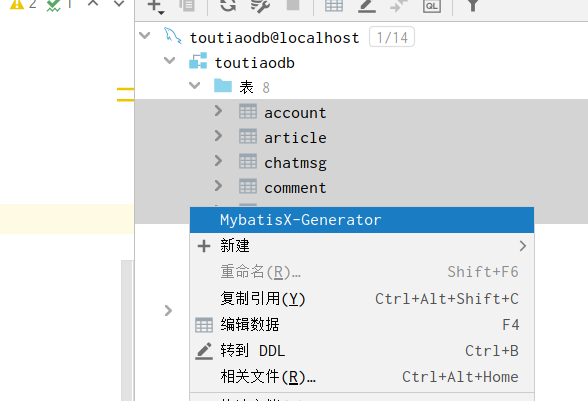 2 1
QL
toutiaodb@localhost 1/14
toutiaodb
表 8
account
article
chatmsg
comment
MybatisX-Generator
新建
重命名(R)... Shift+F6
复制引用(Y) Ctrl+Alt+Shift+C
编辑数据 F4
转到 DDL Ctrl+B
相关文件(R)... Ctrl+Alt+Home